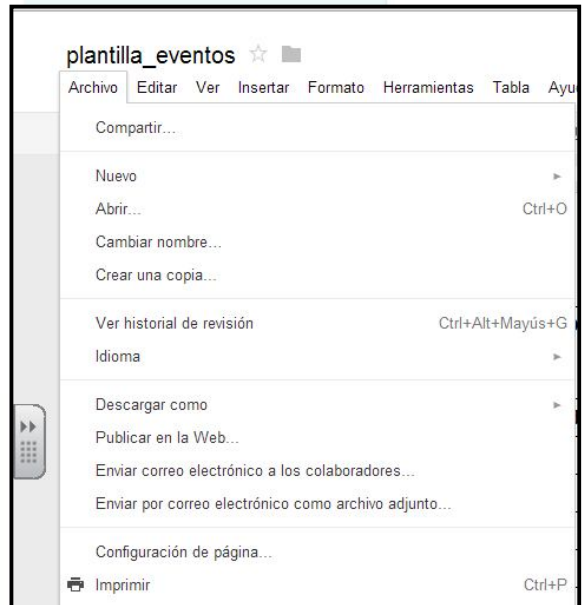 plantilla_eventos
Archivo Editar Ver Insertar Formato Herramientas Tabla Ayu
Compartir...
Nuevo
Abrir... Ctrl+O
Cambiar nombre...
Crear una copia...
Ver historial de revisión Ctrl+Alt+Mayús+G
Idioma
Descargar como
Publicar en la Web...
Enviar correo electrónico a los colaboradores...
Enviar por correo electrónico como archivo adjunto...
Configuración de página...
Imprimir Ctrl+P